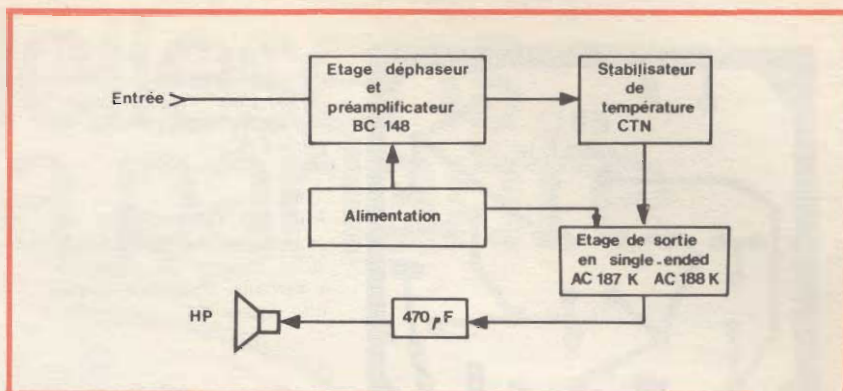 Entrée
Etage déphaseur
et
préamplificateur
BC 148
Stabilisateur
de
température
CTN
Alimentation
Etage de sortie
en single-ended
AC 187 K AC 188 K
HP
470 µF